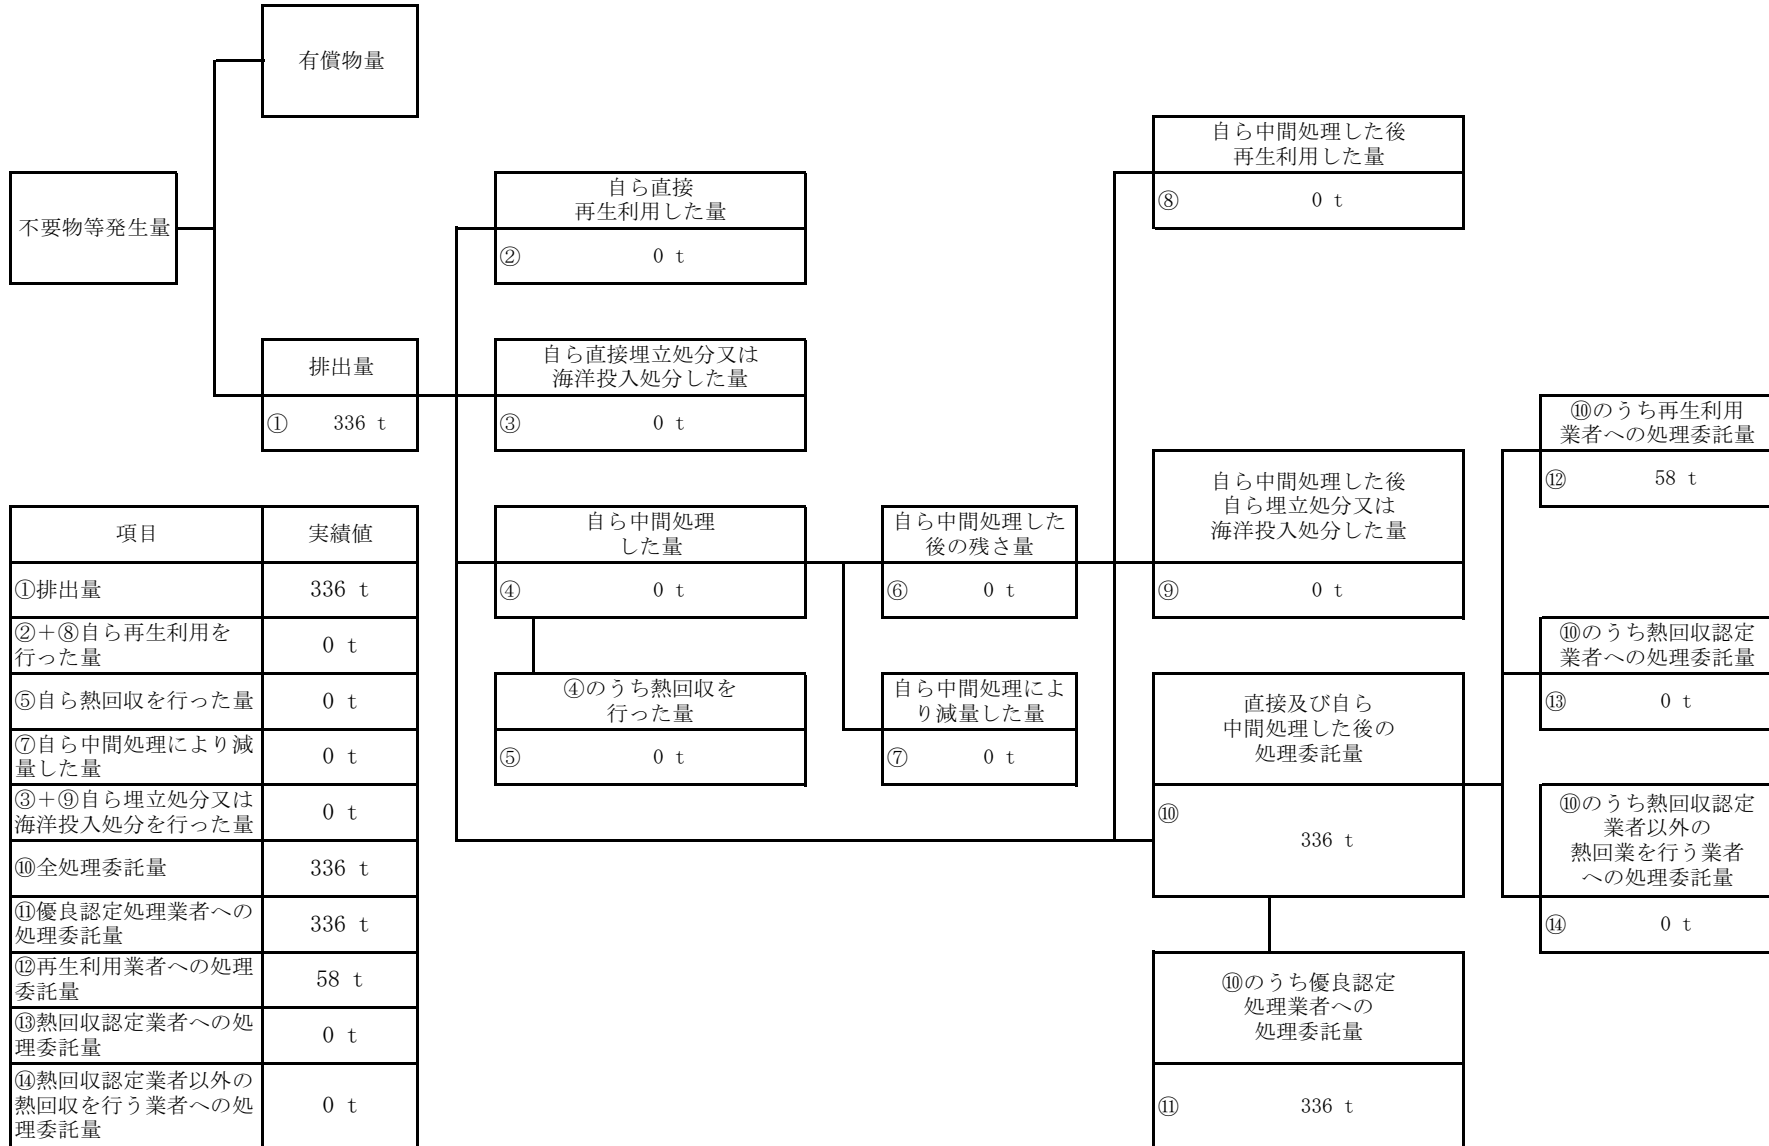 有償物量
自ら中間処理した後
再生利用した量
⑧ 0 t
不要物等発生量
自ら直接
再生利用した量
② 0 t
排出量
① 336 t
自ら直接埋立処分又は
海洋投入処分した量
③ 0 t
⑩のうち再生利用
業者への処理委託量
⑫ 58 t
自ら中間処理した後
自ら埋立処分又は
海洋投入処分した量
⑨ 0 t
自ら中間処理
した量
④ 0 t
自ら中間処理した
後の残さ量
⑥ 0 t
④のうち熱回収を
行った量
⑤ 0 t
自ら中間処理によ
り減量した量
⑦ 0 t
直接及び自ら
中間処理した後の
処理委託量
⑩
336 t
⑩のうち熱回収認定
業者への処理委託量
⑬ 0 t
⑩のうち熱回収認定
業者以外の
熱回業を行う業者
への処理委託量
⑭ 0 t
⑩のうち優良認定
処理業者への
処理委託量
⑪ 336 t
項目 実績値
①排出量 336 t
②+⑧自ら再生利用を
行った量 0 t
⑤自ら熱回収を行った量 0 t
⑦自ら中間処理により減
量した量 0 t
③+⑨自ら埋立処分又は
海洋投入処分を行った量 0 t
⑩全処理委託量 336 t
⑪優良認定処理業者への
処理委託量 336 t
⑫再生利用業者への処理
委託量 58 t
⑬熱回収認定業者への処
理委託量 0 t
⑭熱回収認定業者以外の
熱回収を行う業者への処
理委託量 0 t